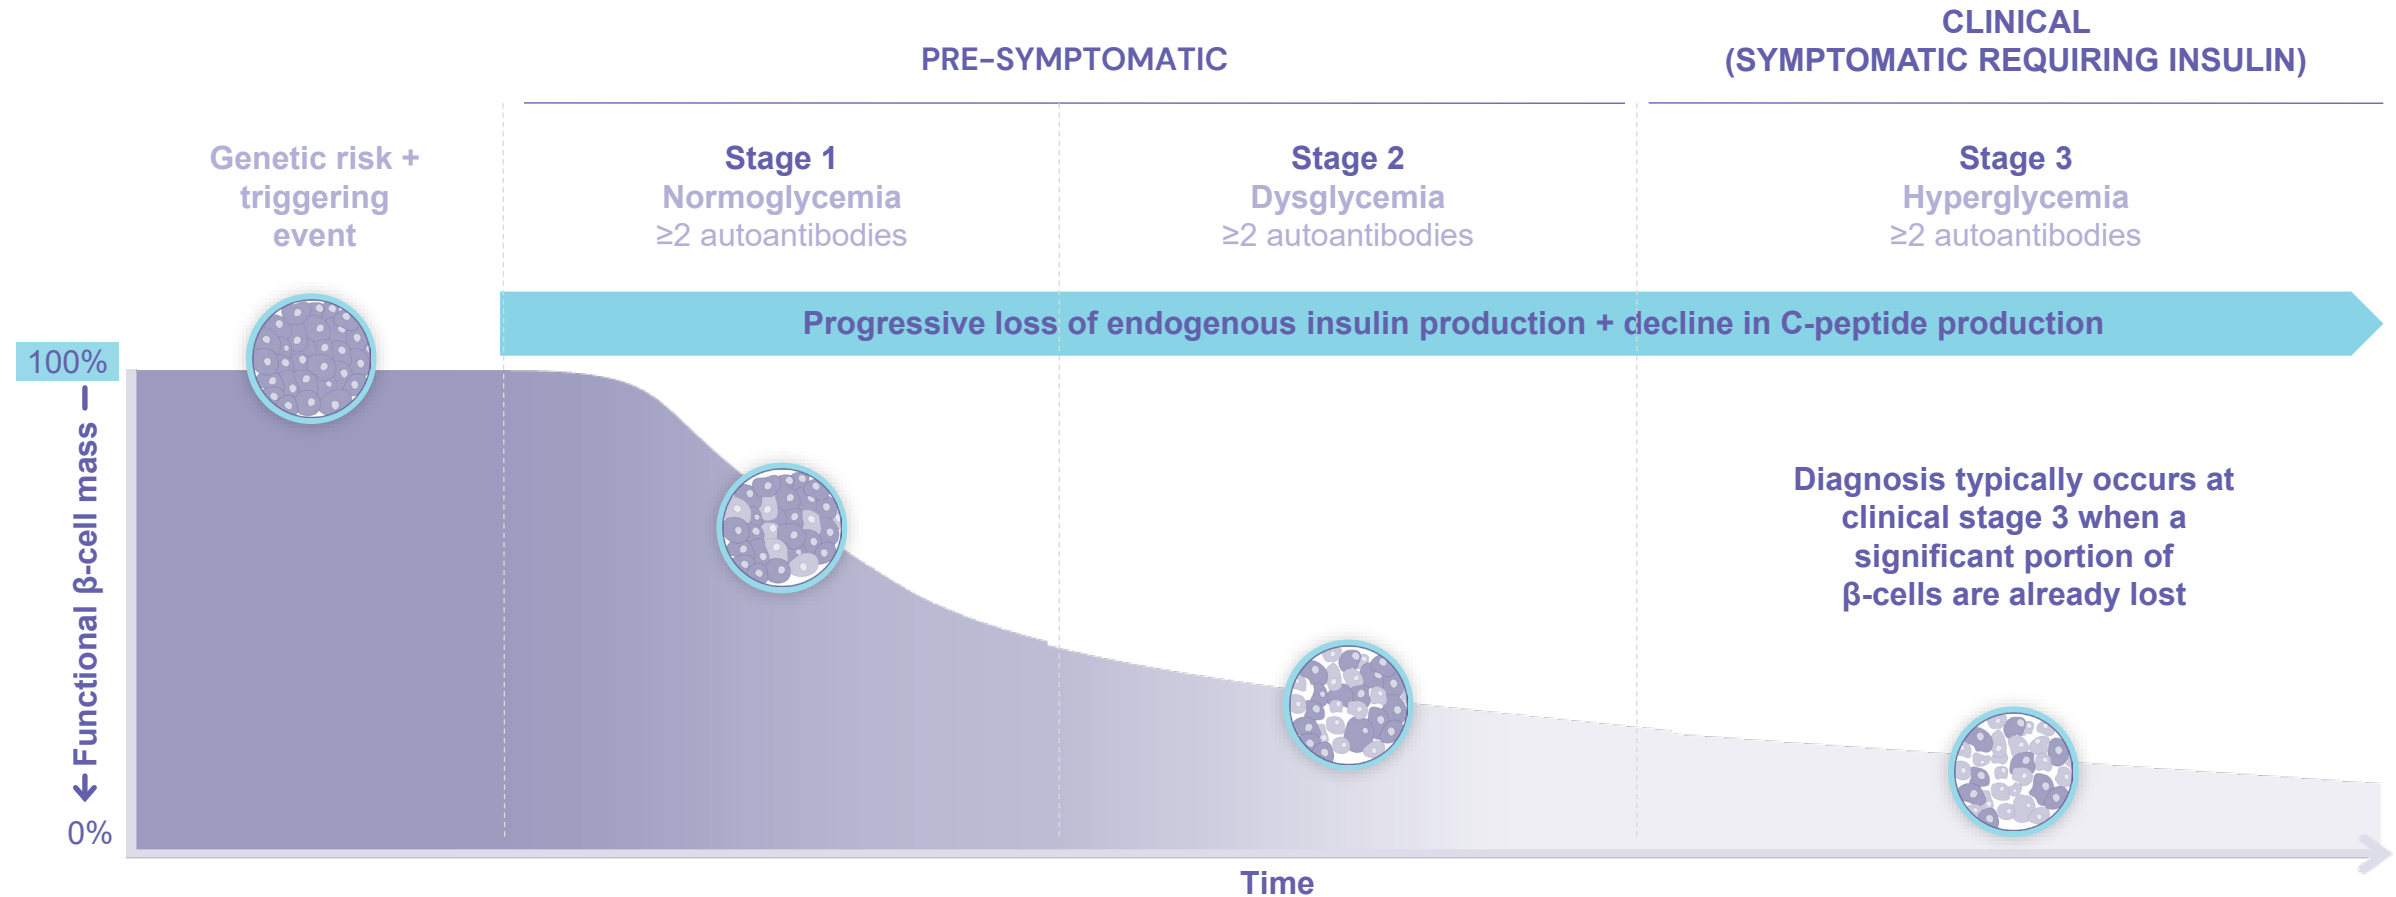 PRE-SYMPTOMATIC
CLINICAL
(SYMPTOMATIC REQUIRING INSULIN)
Genetic risk +
triggering
event
Stage 1
Normoglycemia
≥2 autoantibodies
Stage 2
Dysglycemia
≥2 autoantibodies
Stage 3
Hyperglycemia
≥2 autoantibodies
Progressive loss of endogenous insulin production + decline in C-peptide production
100%
Functional β-cell mass
0%
Diagnosis typically occurs at
clinical stage 3 when a
significant portion of
β-cells are already lost
Time